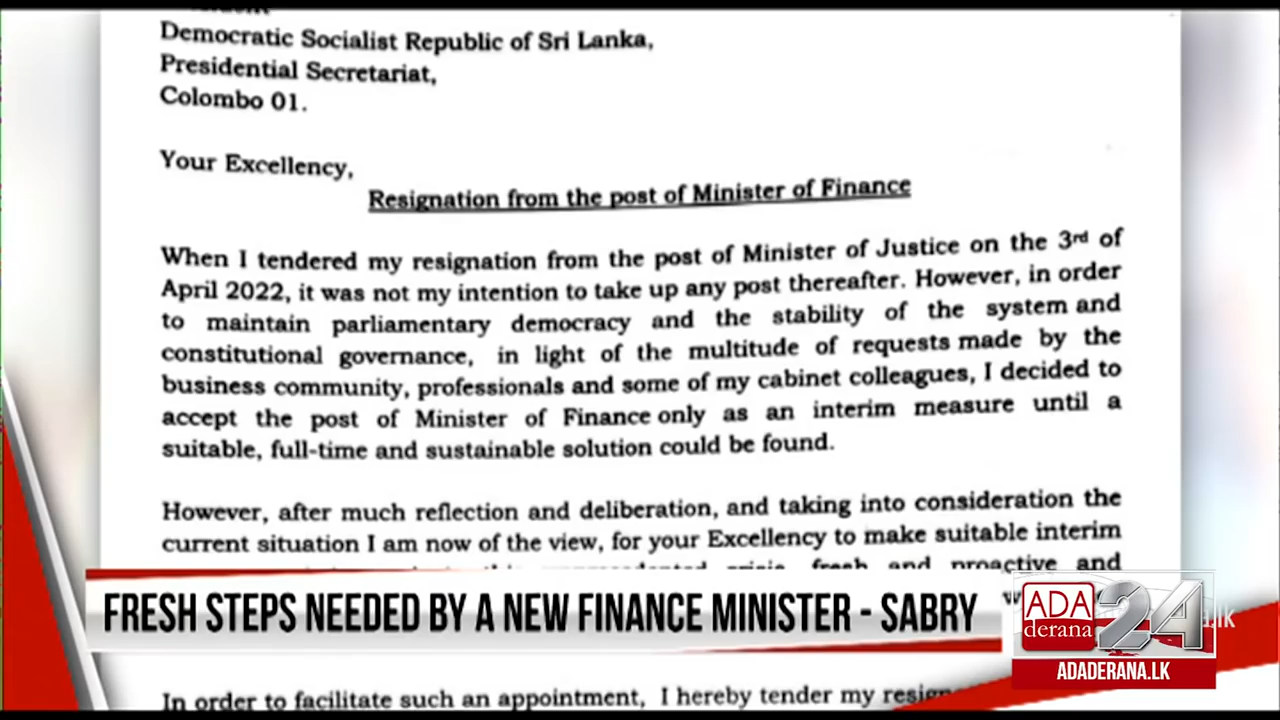 Democratic Socialist Republic of Sri Lanka,
Presidential Secretariat,
Colombo 01.
Your Excellency,
Resignation from the post of Minister of Finance
When I tendered my resignation from the post of Minister of Justice on the 3rd of
April 2022, it was not my intention to take up any post thereafter. However, in order
to maintain parliamentary democracy and the stability of the system and
constitutional governance, in light of the multitude of requests made by the
business community, professionals and some of my cabinet colleagues, I decided to
accept the post of Minister of Finance only as an interim measure until a
suitable, full-time and sustainable solution could be found.
However, after much reflection and deliberation, and taking into consideration the
current situation I am now of the view, for your Excellency to make suitable interim
crisis, fresh and proactive and
FRESH STEPS NEEDED BY A NEW FINANCE MINISTER - SABRY
ADA
derana
24
ADADERANA.LK
In order to facilitate such an appointment, I hereby tender my